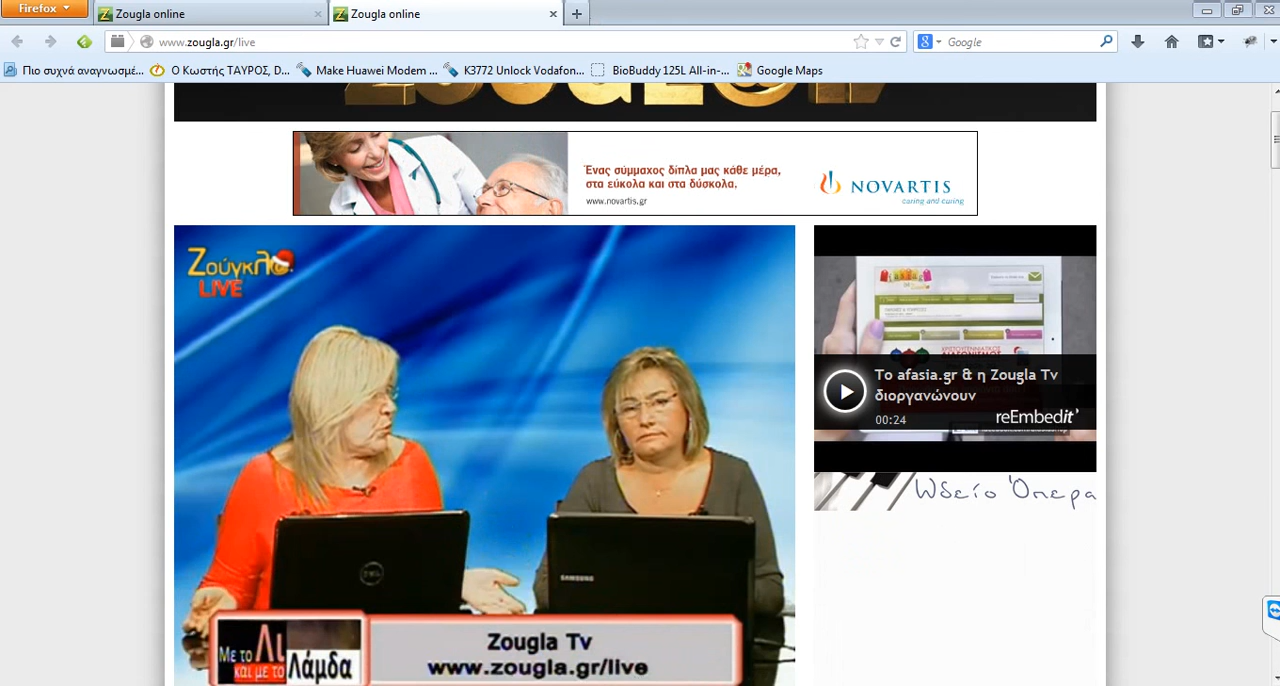 Firefox
Zougla online
Zougla online
www.zougla.gr/live
Google
Πιο συχνά αναγνωσμέ...
Ο Κωστής ΤΑΥΡΟΣ, D...
Make Huawei Modem ...
K3772 Unlock Vodafon...
BioBuddy 125L All-in-...
Google Maps
Ένας σύμμαχος δίπλα μας κάθε μέρα,
στα εύκολα και στα δύσκολα.
www.novartis.gr
NOVARTIS
caring and curing
Ζούγκλα
LIVE
Το afasia.gr & η Zougla Tv
διοργανώνουν
00:24
reEmbedit
Ωδείο Όπερα
DELL
SAMSUNG
Με το Λι
και με το Λάμδα
Zougla Tv
www.zougla.gr/live